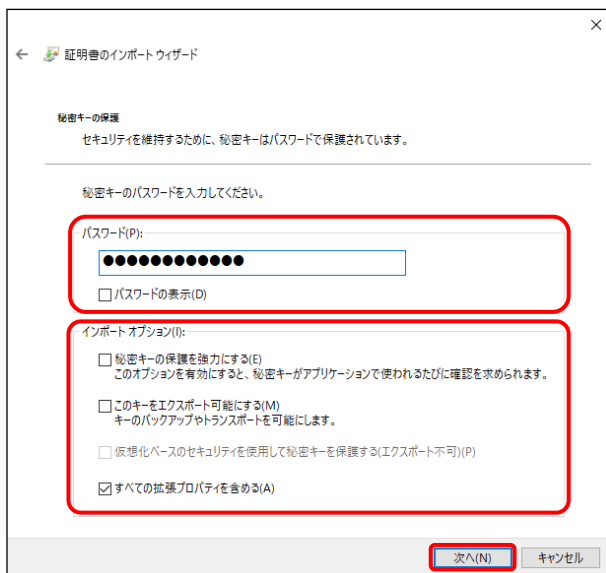 証明書のインポート ウィザード
秘密キーの保護
セキュリティを維持するために、秘密キーはパスワードで保護されています。
秘密キーのパスワードを入力してください。
パスワード(P):
●●●●●●●●●●●●
パスワードの表示(D)
インポート オプション(I):
秘密キーの保護を強力にする(E)
このオプションを有効にすると、秘密キーがアプリケーションで使われるたびに確認を求められます。
このキーをエクスポート可能にする(M)
キーのバックアップやトランスポートを可能にします。
仮想化ベースのセキュリティを使用して秘密キーを保護する(エクスポート不可)(P)
すべての拡張プロパティを含める(A)
次へ(N) キャンセル